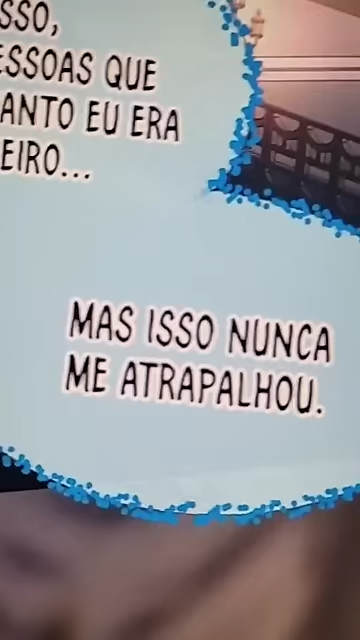 SSO,
ESSOAS QUE
ANTO EU ERA
EIRO...
MAS ISSO NUNCA
ME ATRAPALHOU.